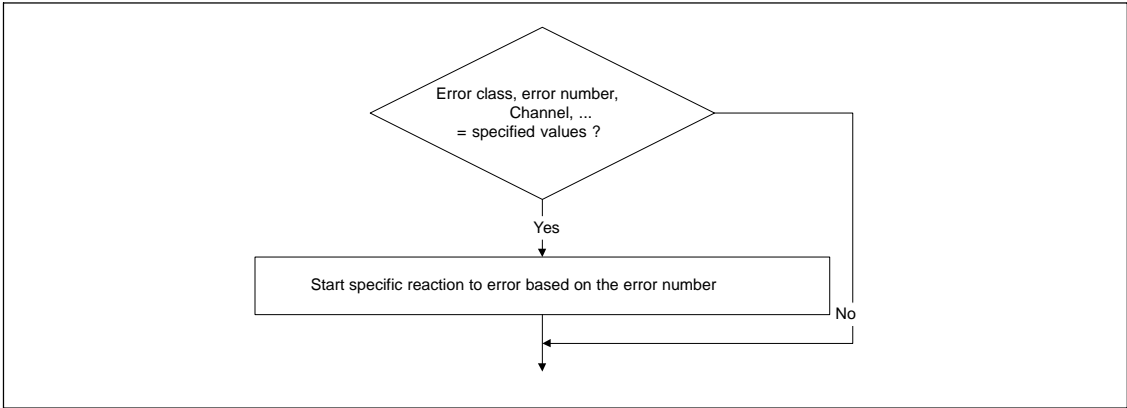 Error class, error number,
Channel, ...
= specified values ?
Yes
Start specific reaction to error based on the error number
No